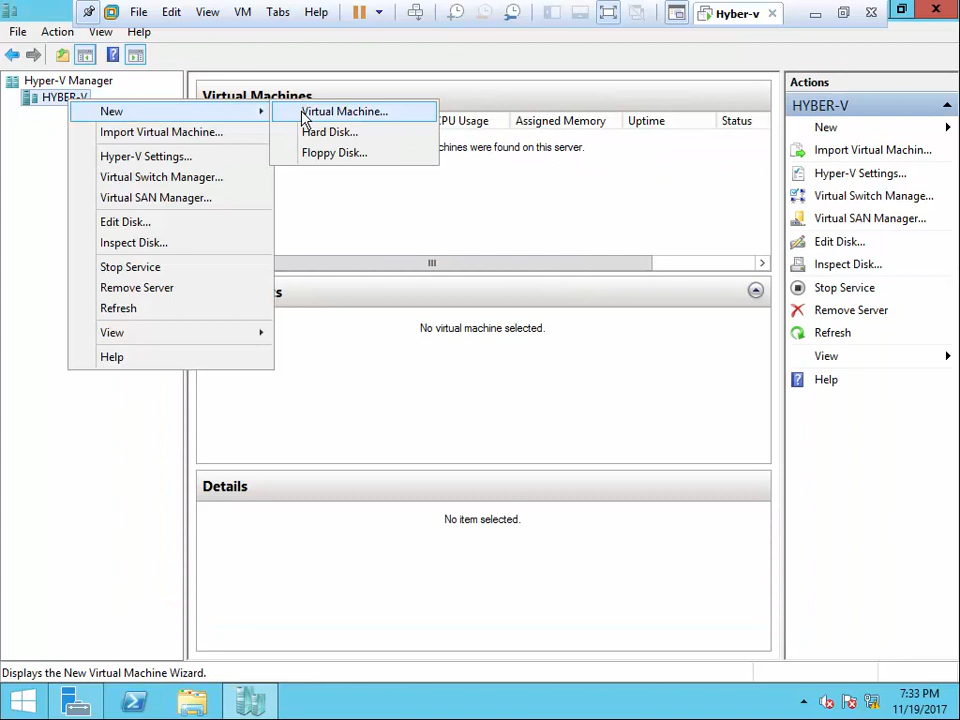 File Edit View VM Tabs Help Hyber-v
File Action View Help
Hyper-V Manager
HYBER-V
New
Import Virtual Machine...
Hyper-V Settings...
Virtual Switch Manager...
Virtual SAN Manager...
Edit Disk...
Inspect Disk...
Stop Service
Remove Server
Refresh
View
Help
Virtual Machine...
Hard Disk...
Floppy Disk...
Virtual Machines
CPU Usage Assigned Memory Uptime Status
chines were found on this server.
No virtual machine selected.
Details
No item selected.
Actions
HYBER-V
New
Import Virtual Machin...
Hyper-V Settings...
Virtual Switch Manage...
Virtual SAN Manager...
Edit Disk...
Inspect Disk...
Stop Service
Remove Server
Refresh
View
Help
Displays the New Virtual Machine Wizard.
7:33 PM
11/19/2017